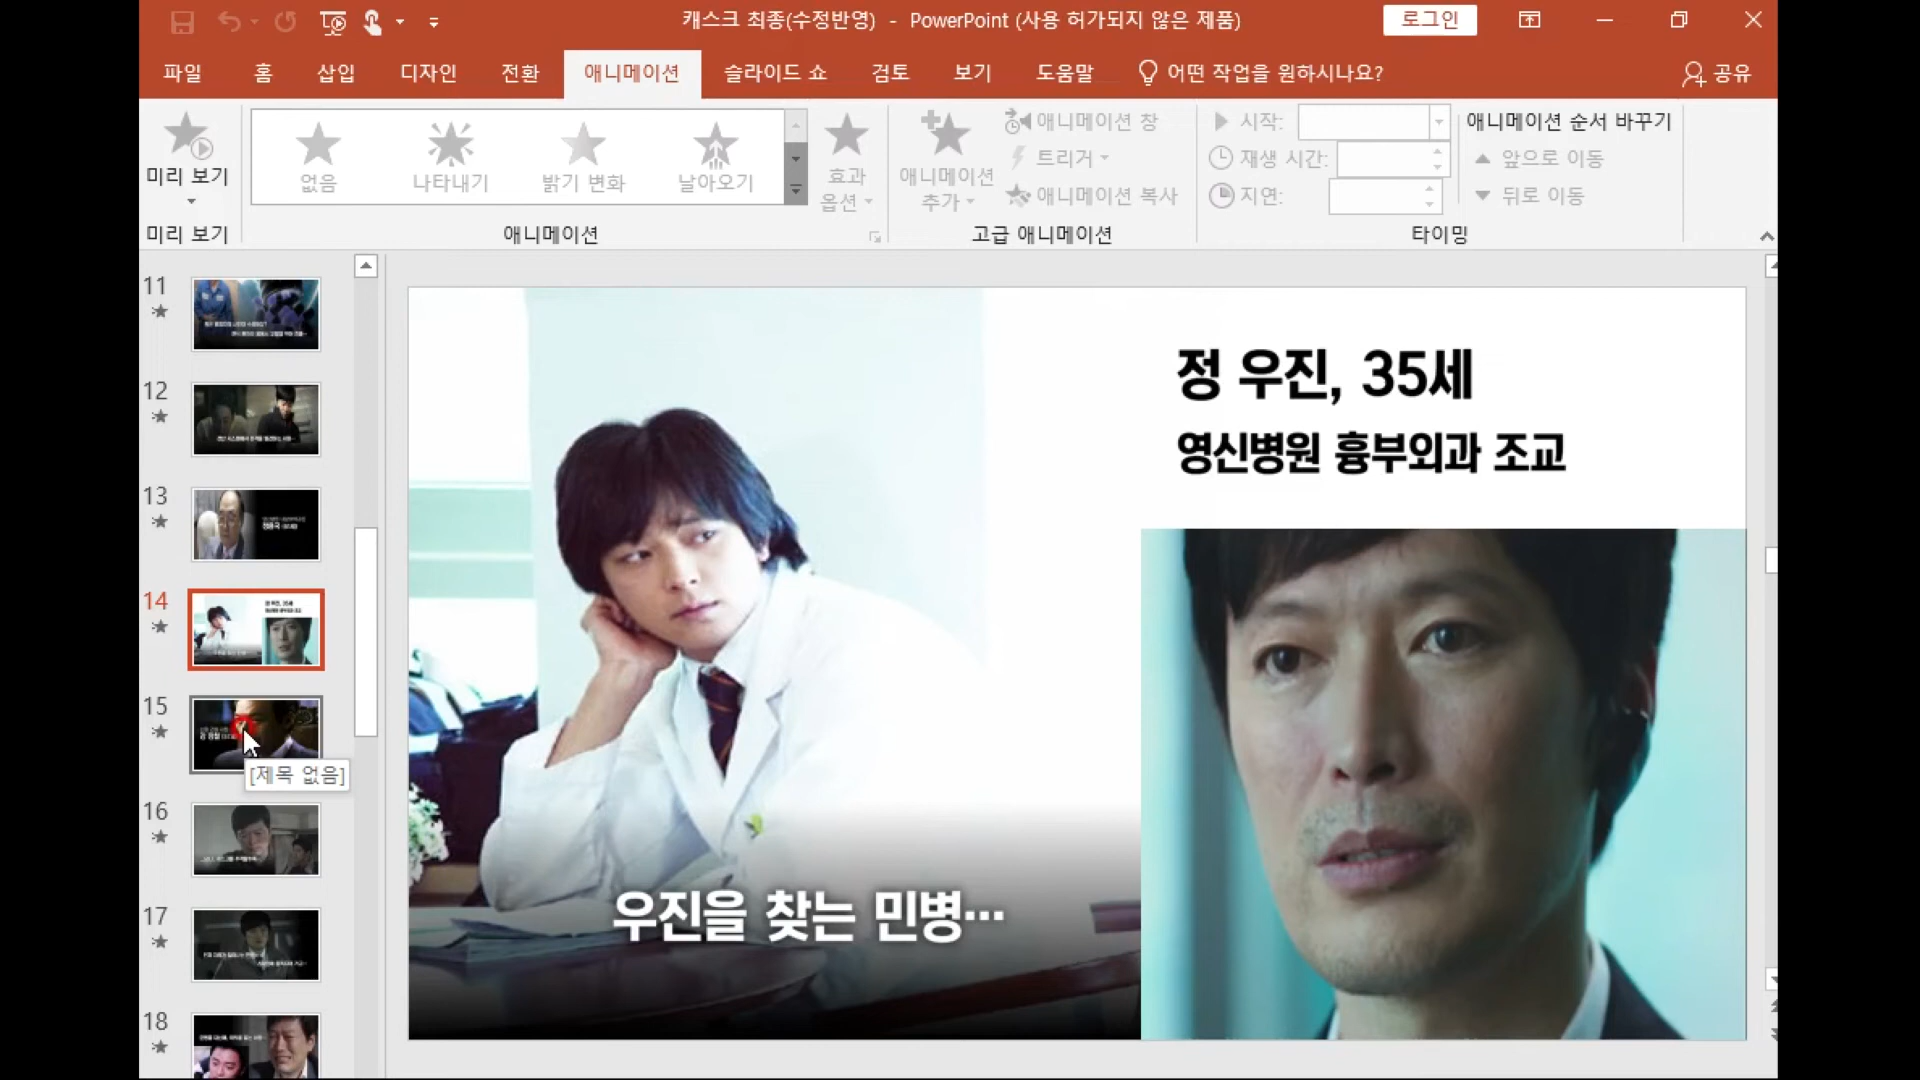 캐스크 최종(수정반영) - PowerPoint (사용 허가되지 않은 제품)
로그인
파일 홈 삽입 디자인 전환 애니메이션 슬라이드 쇼 검토 보기 도움말 어떤 작업을 원하시나요? 공유
미리 보기
없음 나타내기 밝기 변화 날아오기
효과 옵션
애니메이션 추가
애니메이션 창
트리거
애니메이션 복사
시작:
재생 시간:
지연:
애니메이션 순서 바꾸기
앞으로 이동
뒤로 이동
미리 보기 애니메이션 고급 애니메이션 타이밍
11
12
13
14
15
[제목 없음]
16
17
18
정 우진, 35세
영신병원 흉부외과 조교
우진을 찾는 민병…